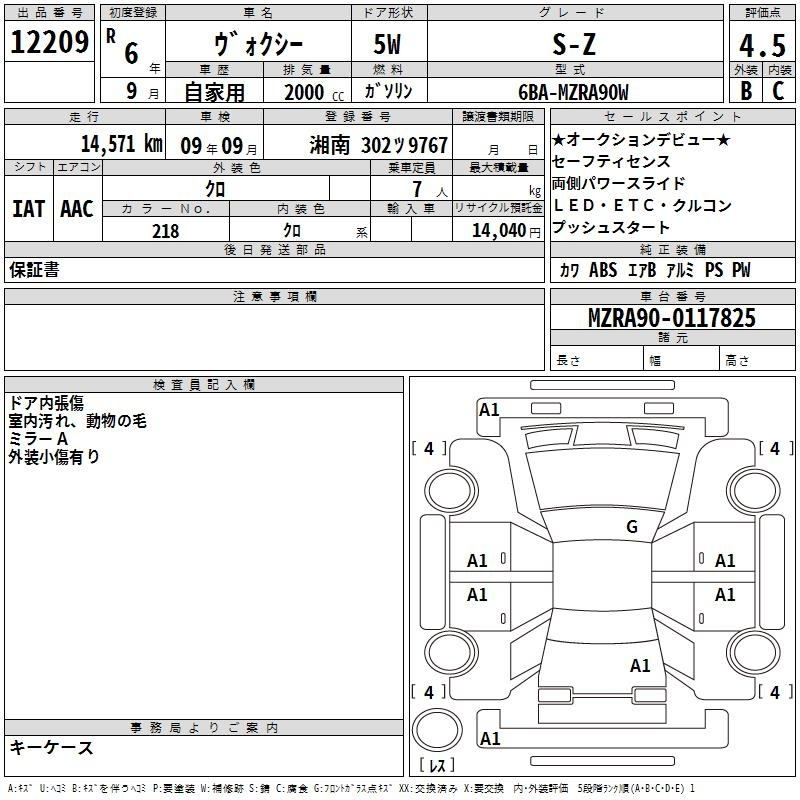 出品番号 初度登録 車名 ドア形状 グレード 評価点
12209 R 6年 ヴォクシー 5W S-Z 4.5
車歴 排気量 燃料 型式 外装 内装
9月 自家用 2000 CC ガソリン 6BA-MZRA90W B C
走行 車検 登録番号 譲渡書類期限 セールスポイント
14,571 km 09年09月 湘南 302ツ9767 月 日
★オークションデビュー★
セーフティセンス
両側パワースライド
LED・ETC・クルコン
プッシュスタート
シフト エアコン 外装色 乗車定員 最大積載量
IAT AAC クロ 7人 kg
カラーNo. 内装色 輸入車 リサイクル預託金
218 クロ 系 14,040円
後日発送部品 純正装備
保証書 カワ ABS エアB アルミ PS PW
注意事項欄 車台番号
MZRA90-0117825
諸元
長さ 幅 高さ
検査員記入欄
ドア内張傷
室内汚れ、動物の毛
ミラーA
外装小傷有り
事務局よりご案内
キーケース
A1
[ 4 ] [ 4 ]
G
A1 A1
A1 A1
A1
[ 4 ] [ 4 ]
A1
[ レス ]
A:キズ U:ヘコミ B:キズを伴うヘコミ P:要塗装 W:補修跡 S:錆 C:腐食 G:フロントガラス点キズ XX:交換済み X:要交換 内・外装評価 5段階ランク順(A・B・C・D・E) 1